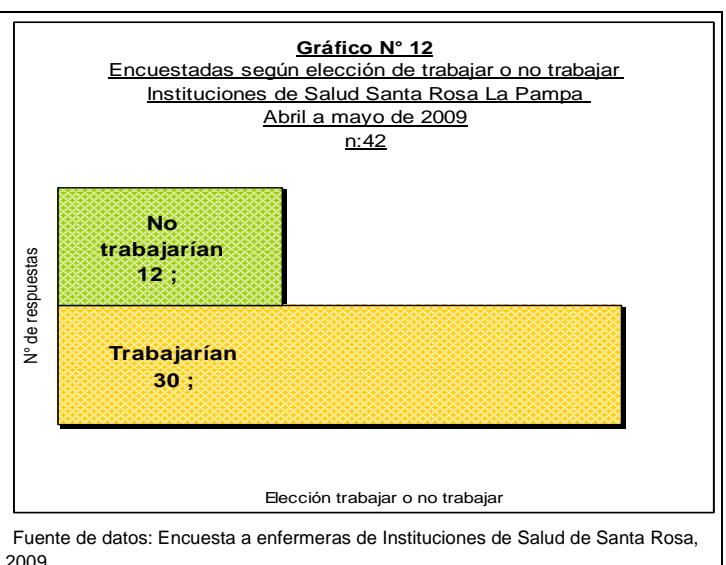 Gráfico N° 12
Encuestadas según elección de trabajar o no trabajar
Instituciones de Salud Santa Rosa La Pampa
Abril a mayo de 2009
n:42
No
trabajarían
12 ;
Nº de respuestas
Trabajarían
30 ;
Elección trabajar o no trabajar
Fuente de datos: Encuesta a enfermeras de Instituciones de Salud de Santa Rosa,
2009